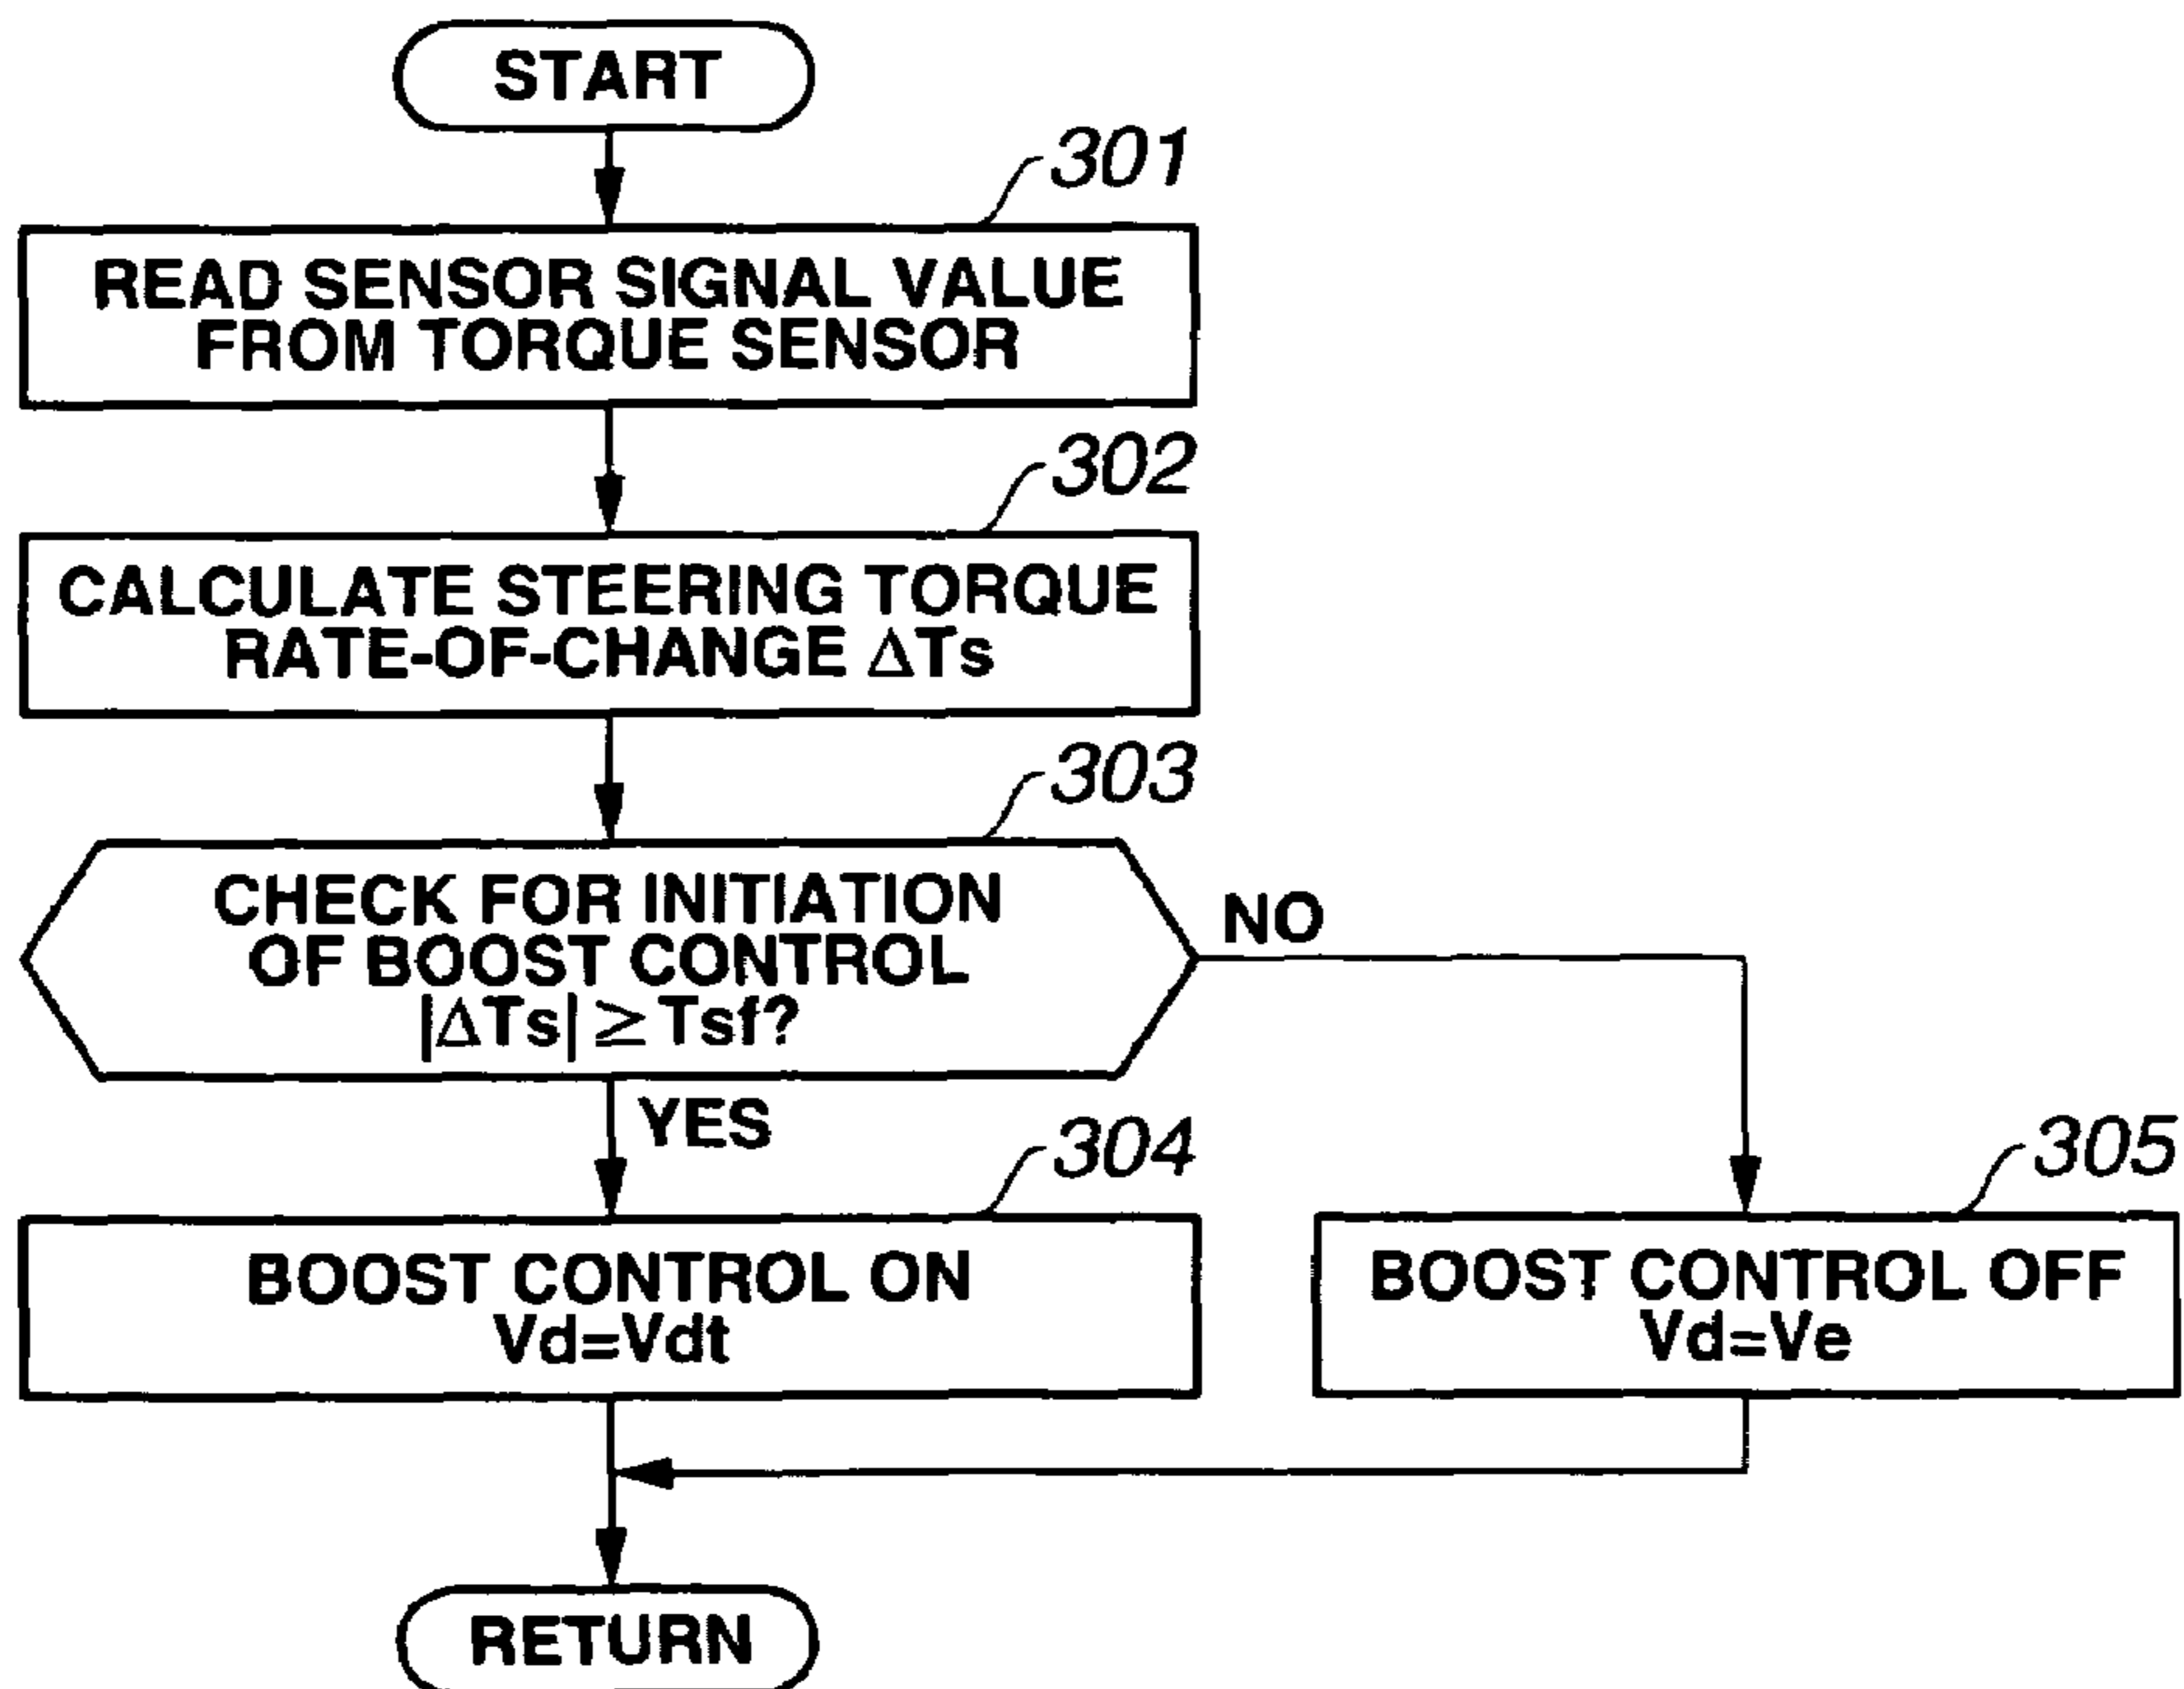 START
301
READ SENSOR SIGNAL VALUE
FROM TORQUE SENSOR
302
CALCULATE STEERING TORQUE
RATE-OF-CHANGE ΔTs
303
CHECK FOR INITIATION
OF BOOST CONTROL
|ΔTs| ≧ Tsf?
NO
YES
304
BOOST CONTROL ON
Vd=Vdt
305
BOOST CONTROL OFF
Vd=Ve
RETURN